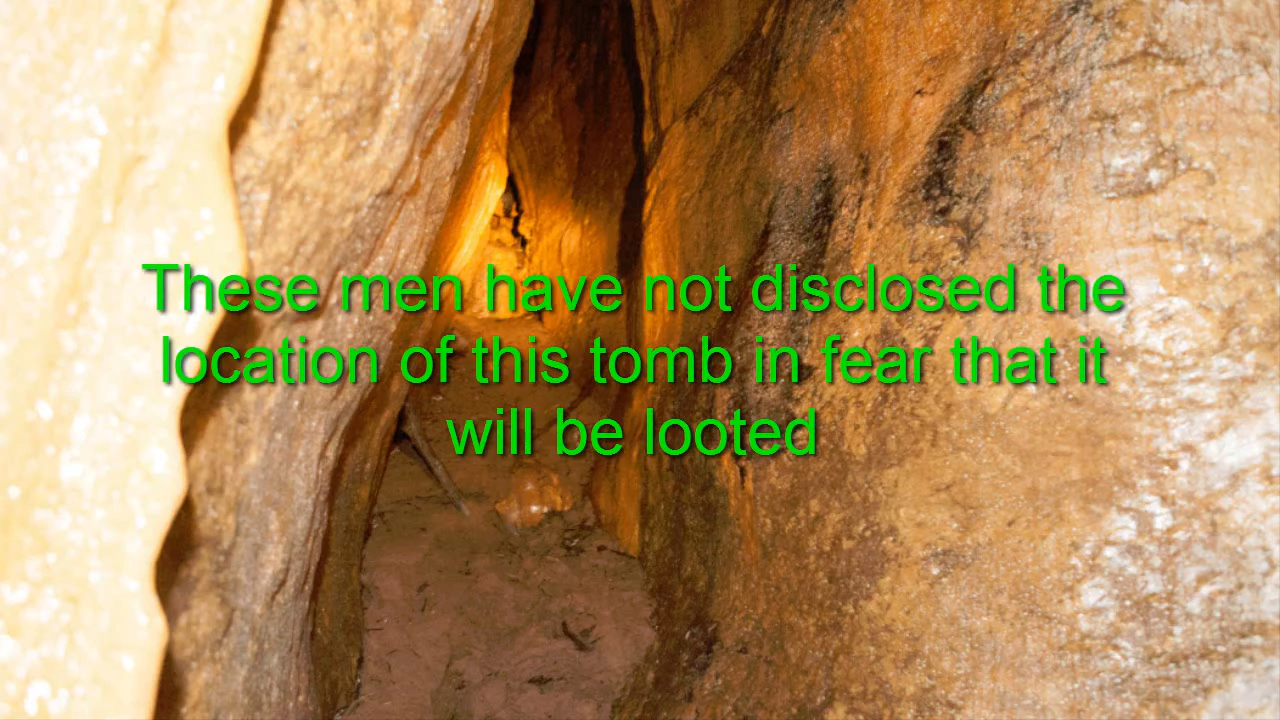 These men have not disclosed the
location of this tomb in fear that it
will be looted